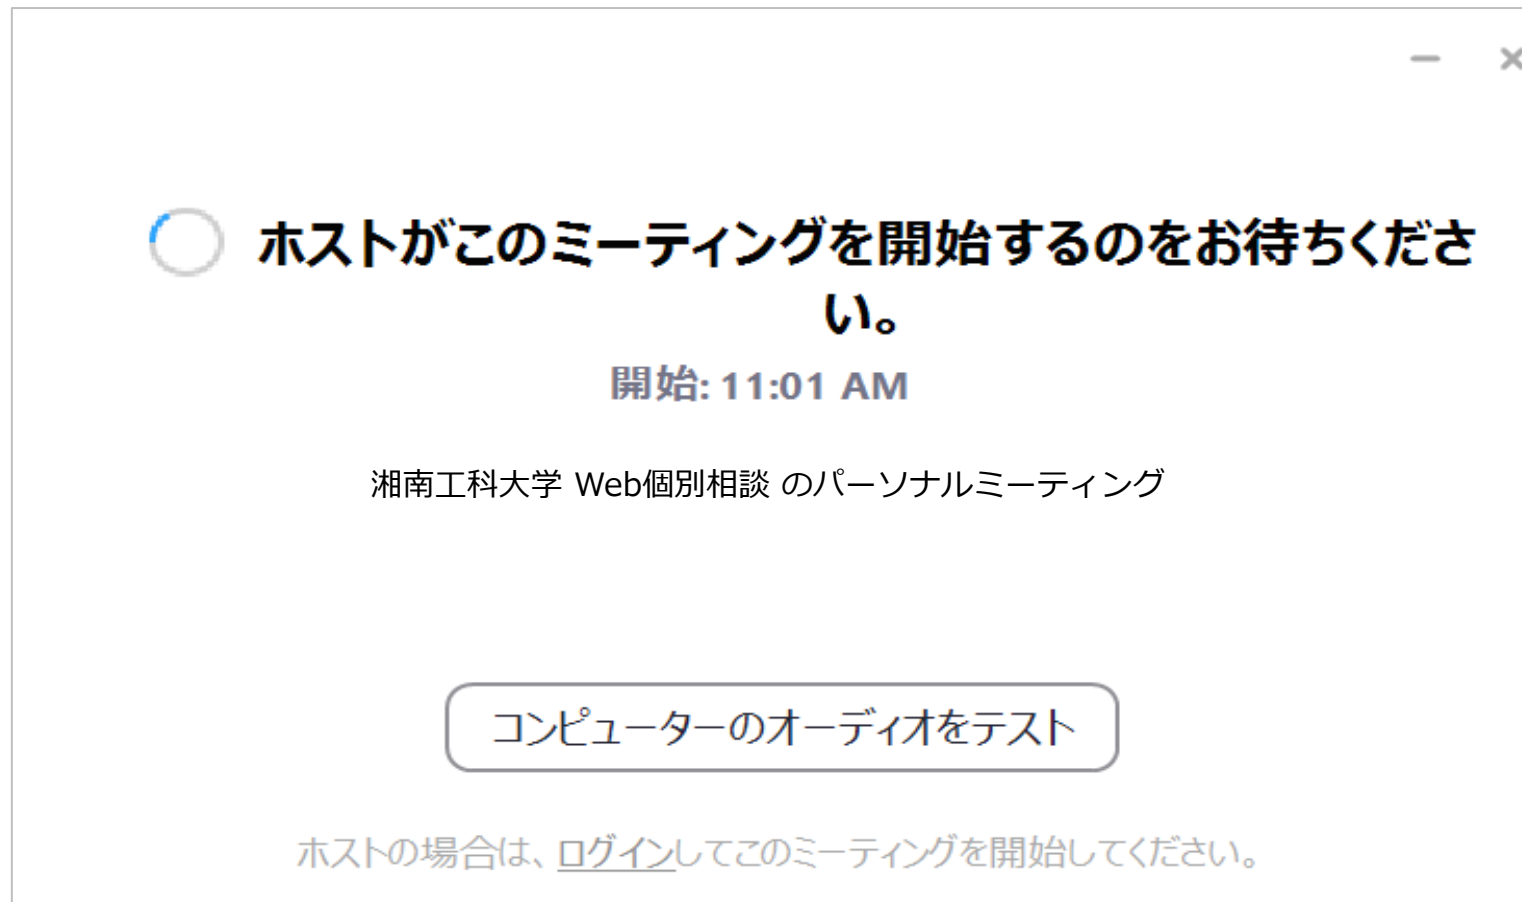 ホストがこのミーティングを開始するのをお待ちくださ
い。
開始: 11:01 AM
湘南工科大学 Web個別相談 のパーソナルミーティング
コンピューターのオーディオをテスト
ホストの場合は、ログインしてこのミーティングを開始してください。